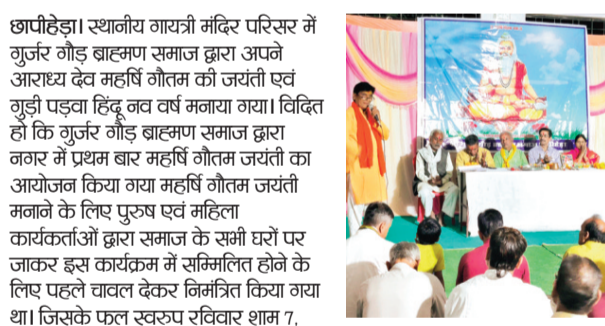 छापीहेड़ा। स्थानीय गायत्री मंदिर परिसर में
गुर्जर गौड़ ब्राह्मण समाज द्वारा अपने
आराध्य देव महर्षि गौतम की जयंती एवं
गुड़ी पड़वा हिंदू नव वर्ष मनाया गया। विदित
हो कि गुर्जर गौड़ ब्राह्मण समाज द्वारा
नगर में प्रथम बार महर्षि गौतम जयंती का
आयोजन किया गया महर्षि गौतम जयंती
मनाने के लिए पुरुष एवं महिला
कार्यकर्ताओं द्वारा समाज के सभी घरों पर
जाकर इस कार्यक्रम में सम्मिलित होने के
लिए पहले चावल देकर निमंत्रित किया गया
था। जिसके फल स्वरुप रविवार शाम 7,